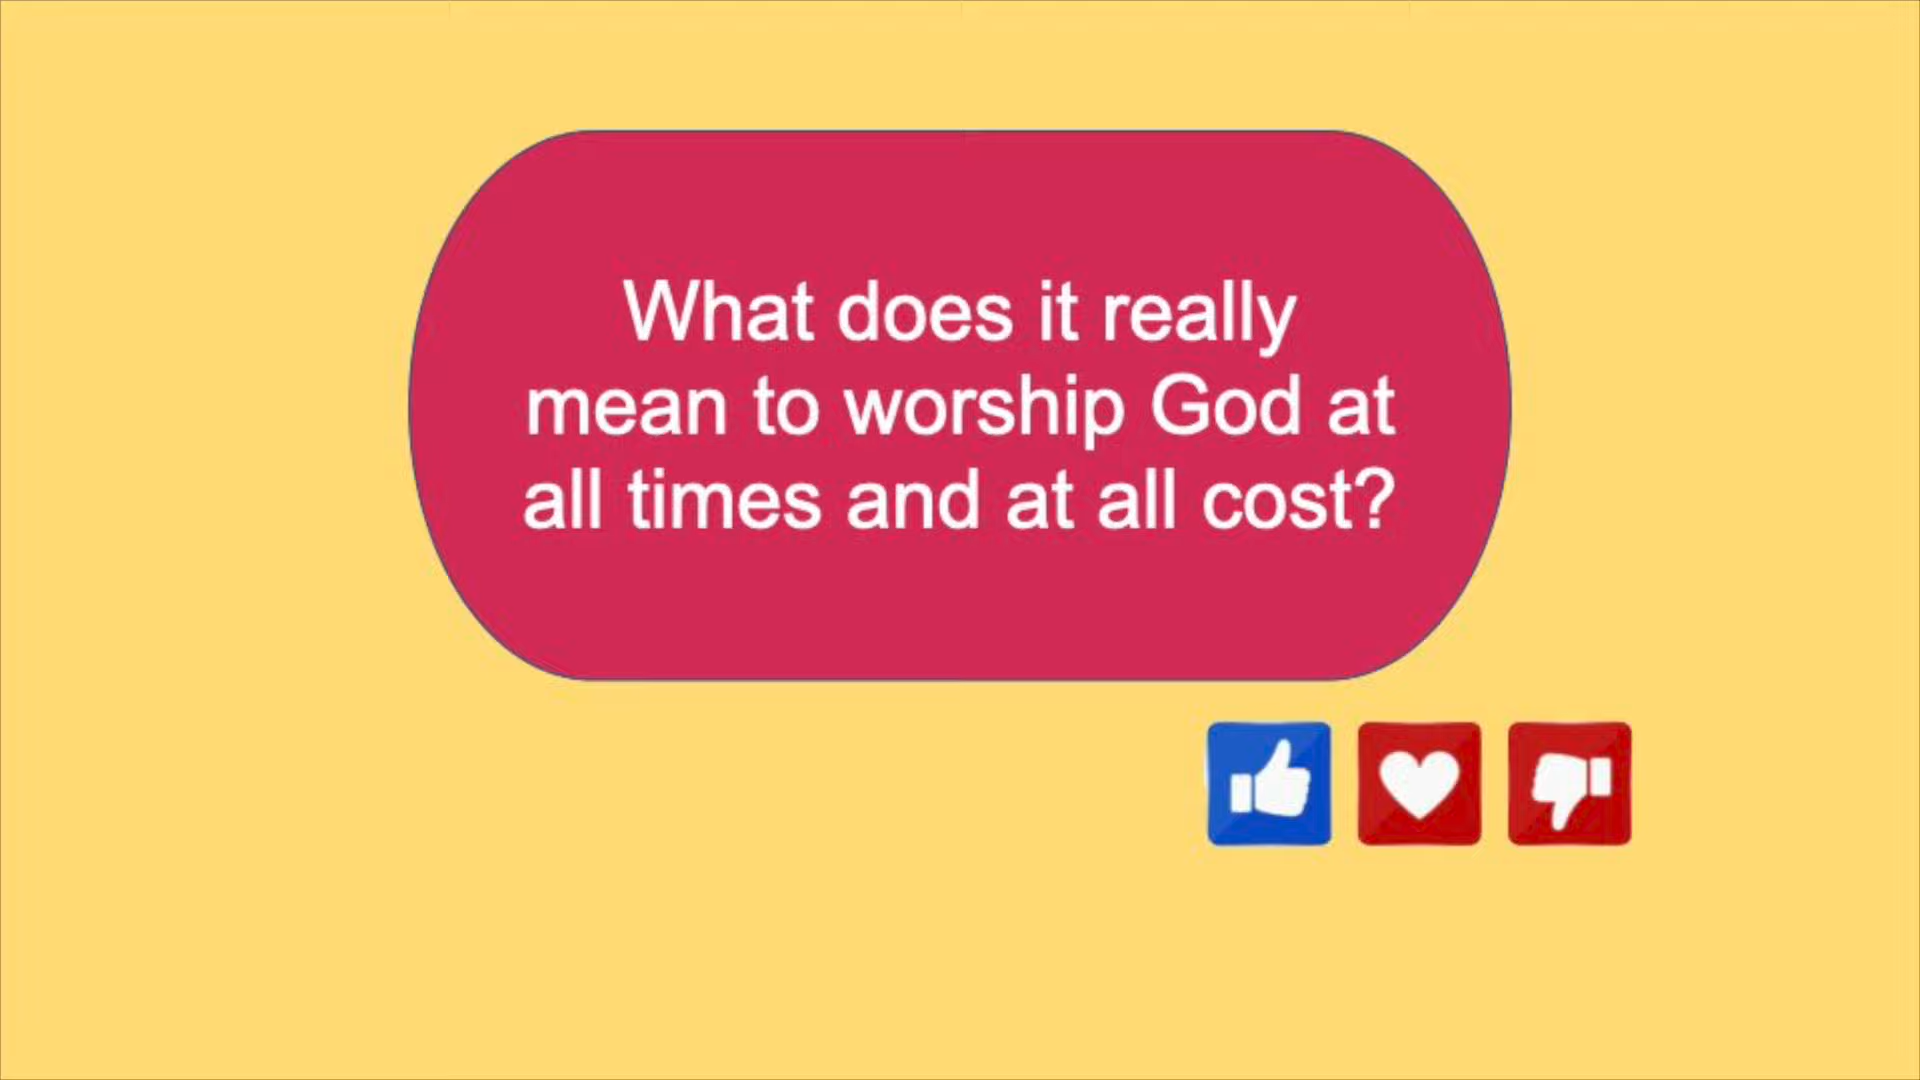 What does it really
mean to worship God at
all times and at all cost?